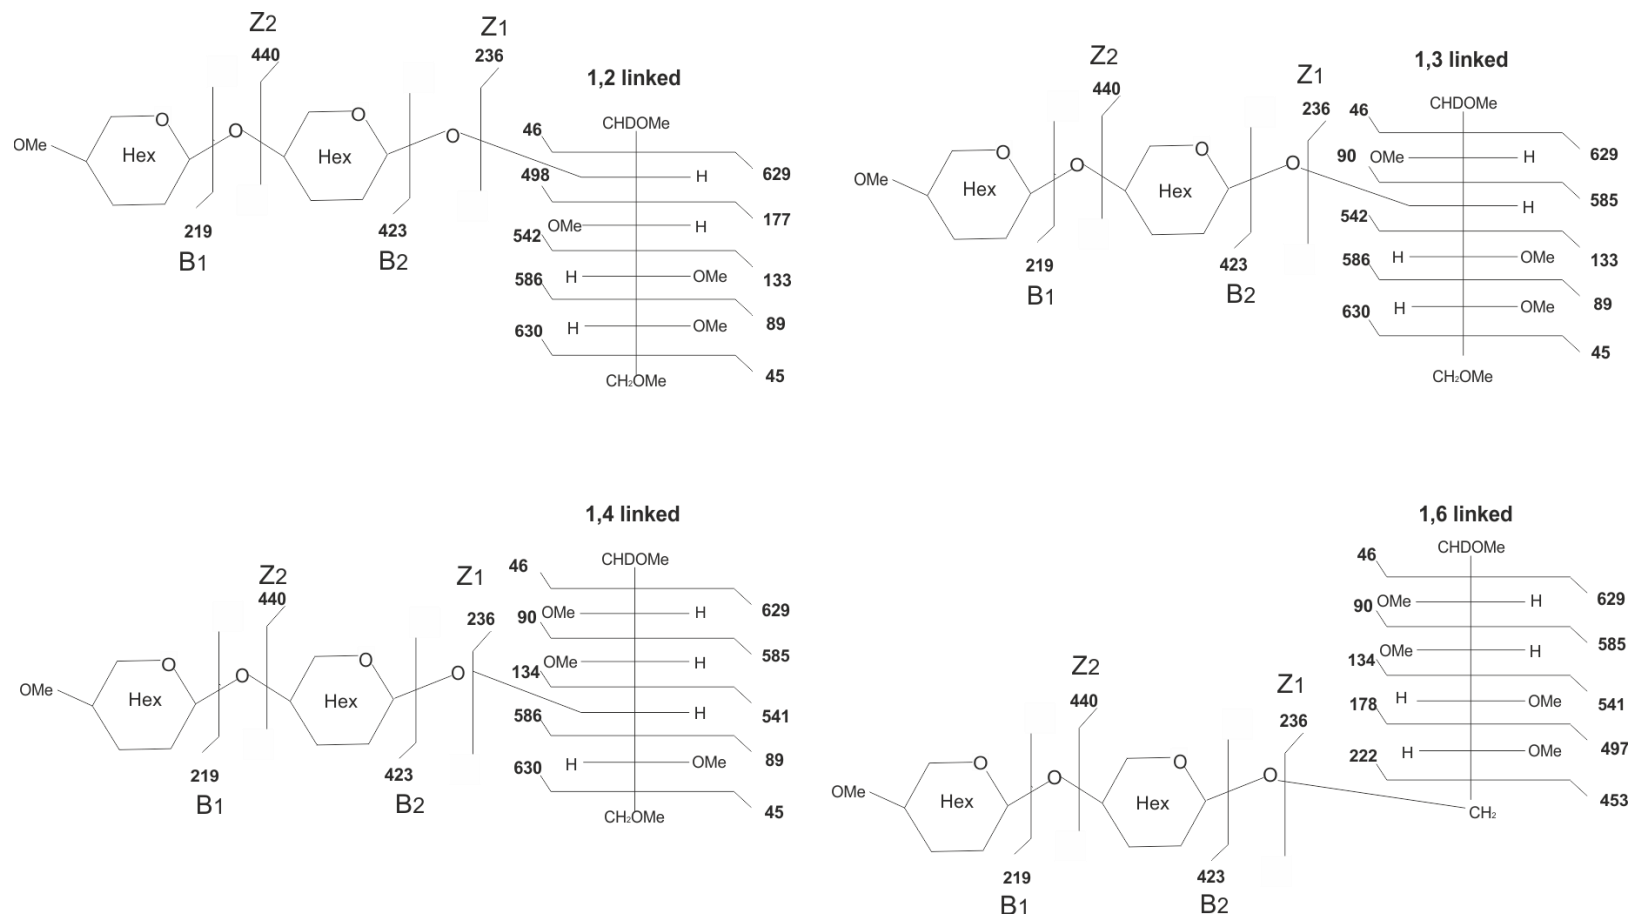 1,2 linked
Z2
440
Z1
236
CHDOMe
46
629
OMe
O
Hex
O
O
Hex
O
498
H
177
OMe
H
542
133
H
OMe
586
89
H
OMe
630
45
CH₂OMe
219
B1
423
B2
1,3 linked
Z2
440
Z1
236
CHDOMe
46
629
90
OMe
H
585
OMe
O
Hex
O
O
Hex
O
H
542
133
H
OMe
586
89
H
OMe
630
45
CH₂OMe
219
B1
423
B2
1,4 linked
Z2
440
Z1
236
CHDOMe
46
629
90
OMe
H
585
OMe
H
134
541
OMe
O
Hex
O
O
Hex
O
H
586
89
H
OMe
630
45
CH₂OMe
219
B1
423
B2
1,6 linked
CHDOMe
46
629
90
OMe
H
585
OMe
H
134
541
H
OMe
178
497
H
OMe
222
453
Z2
440
Z1
236
OMe
O
Hex
O
O
Hex
O
CH₂
219
B1
423
B2